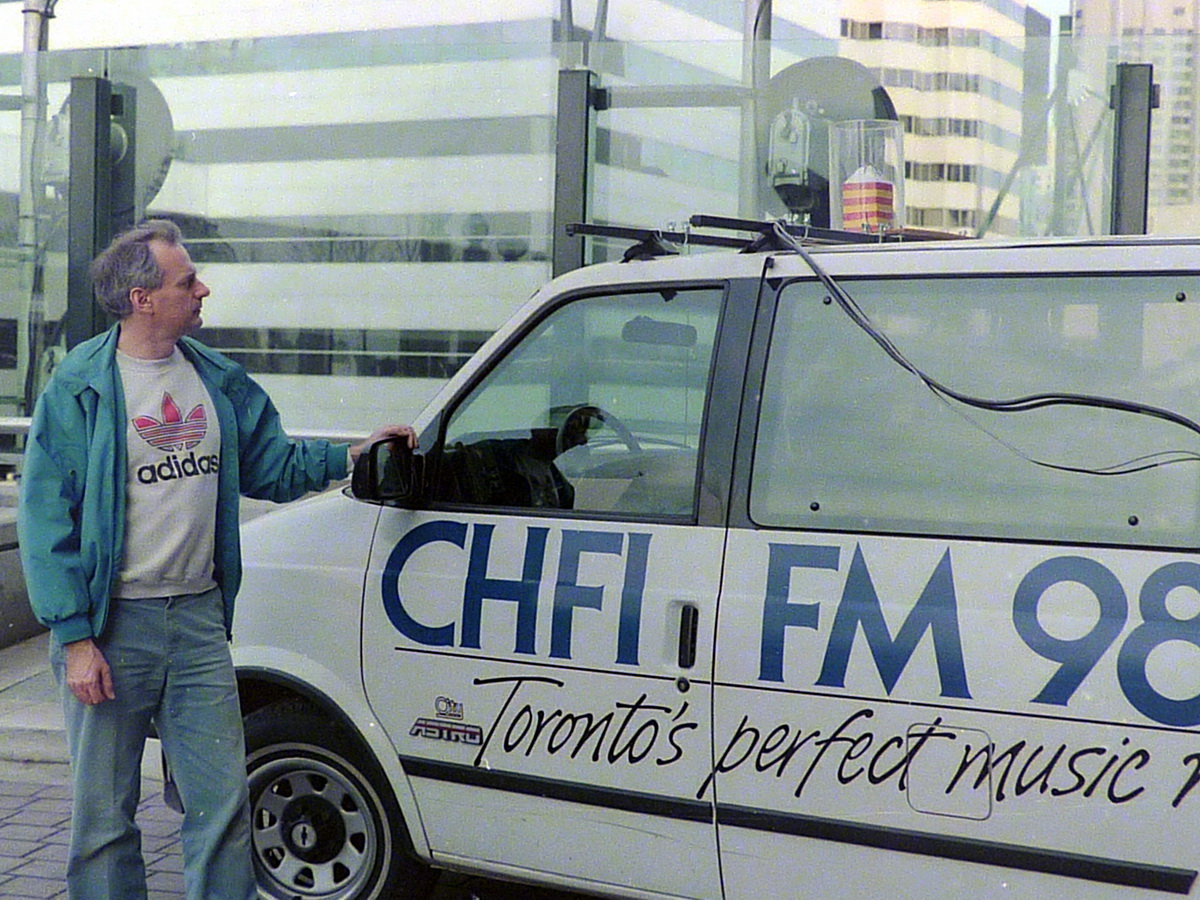 adidas
CHFI FM 98
Toronto's perfect music
ASTRO